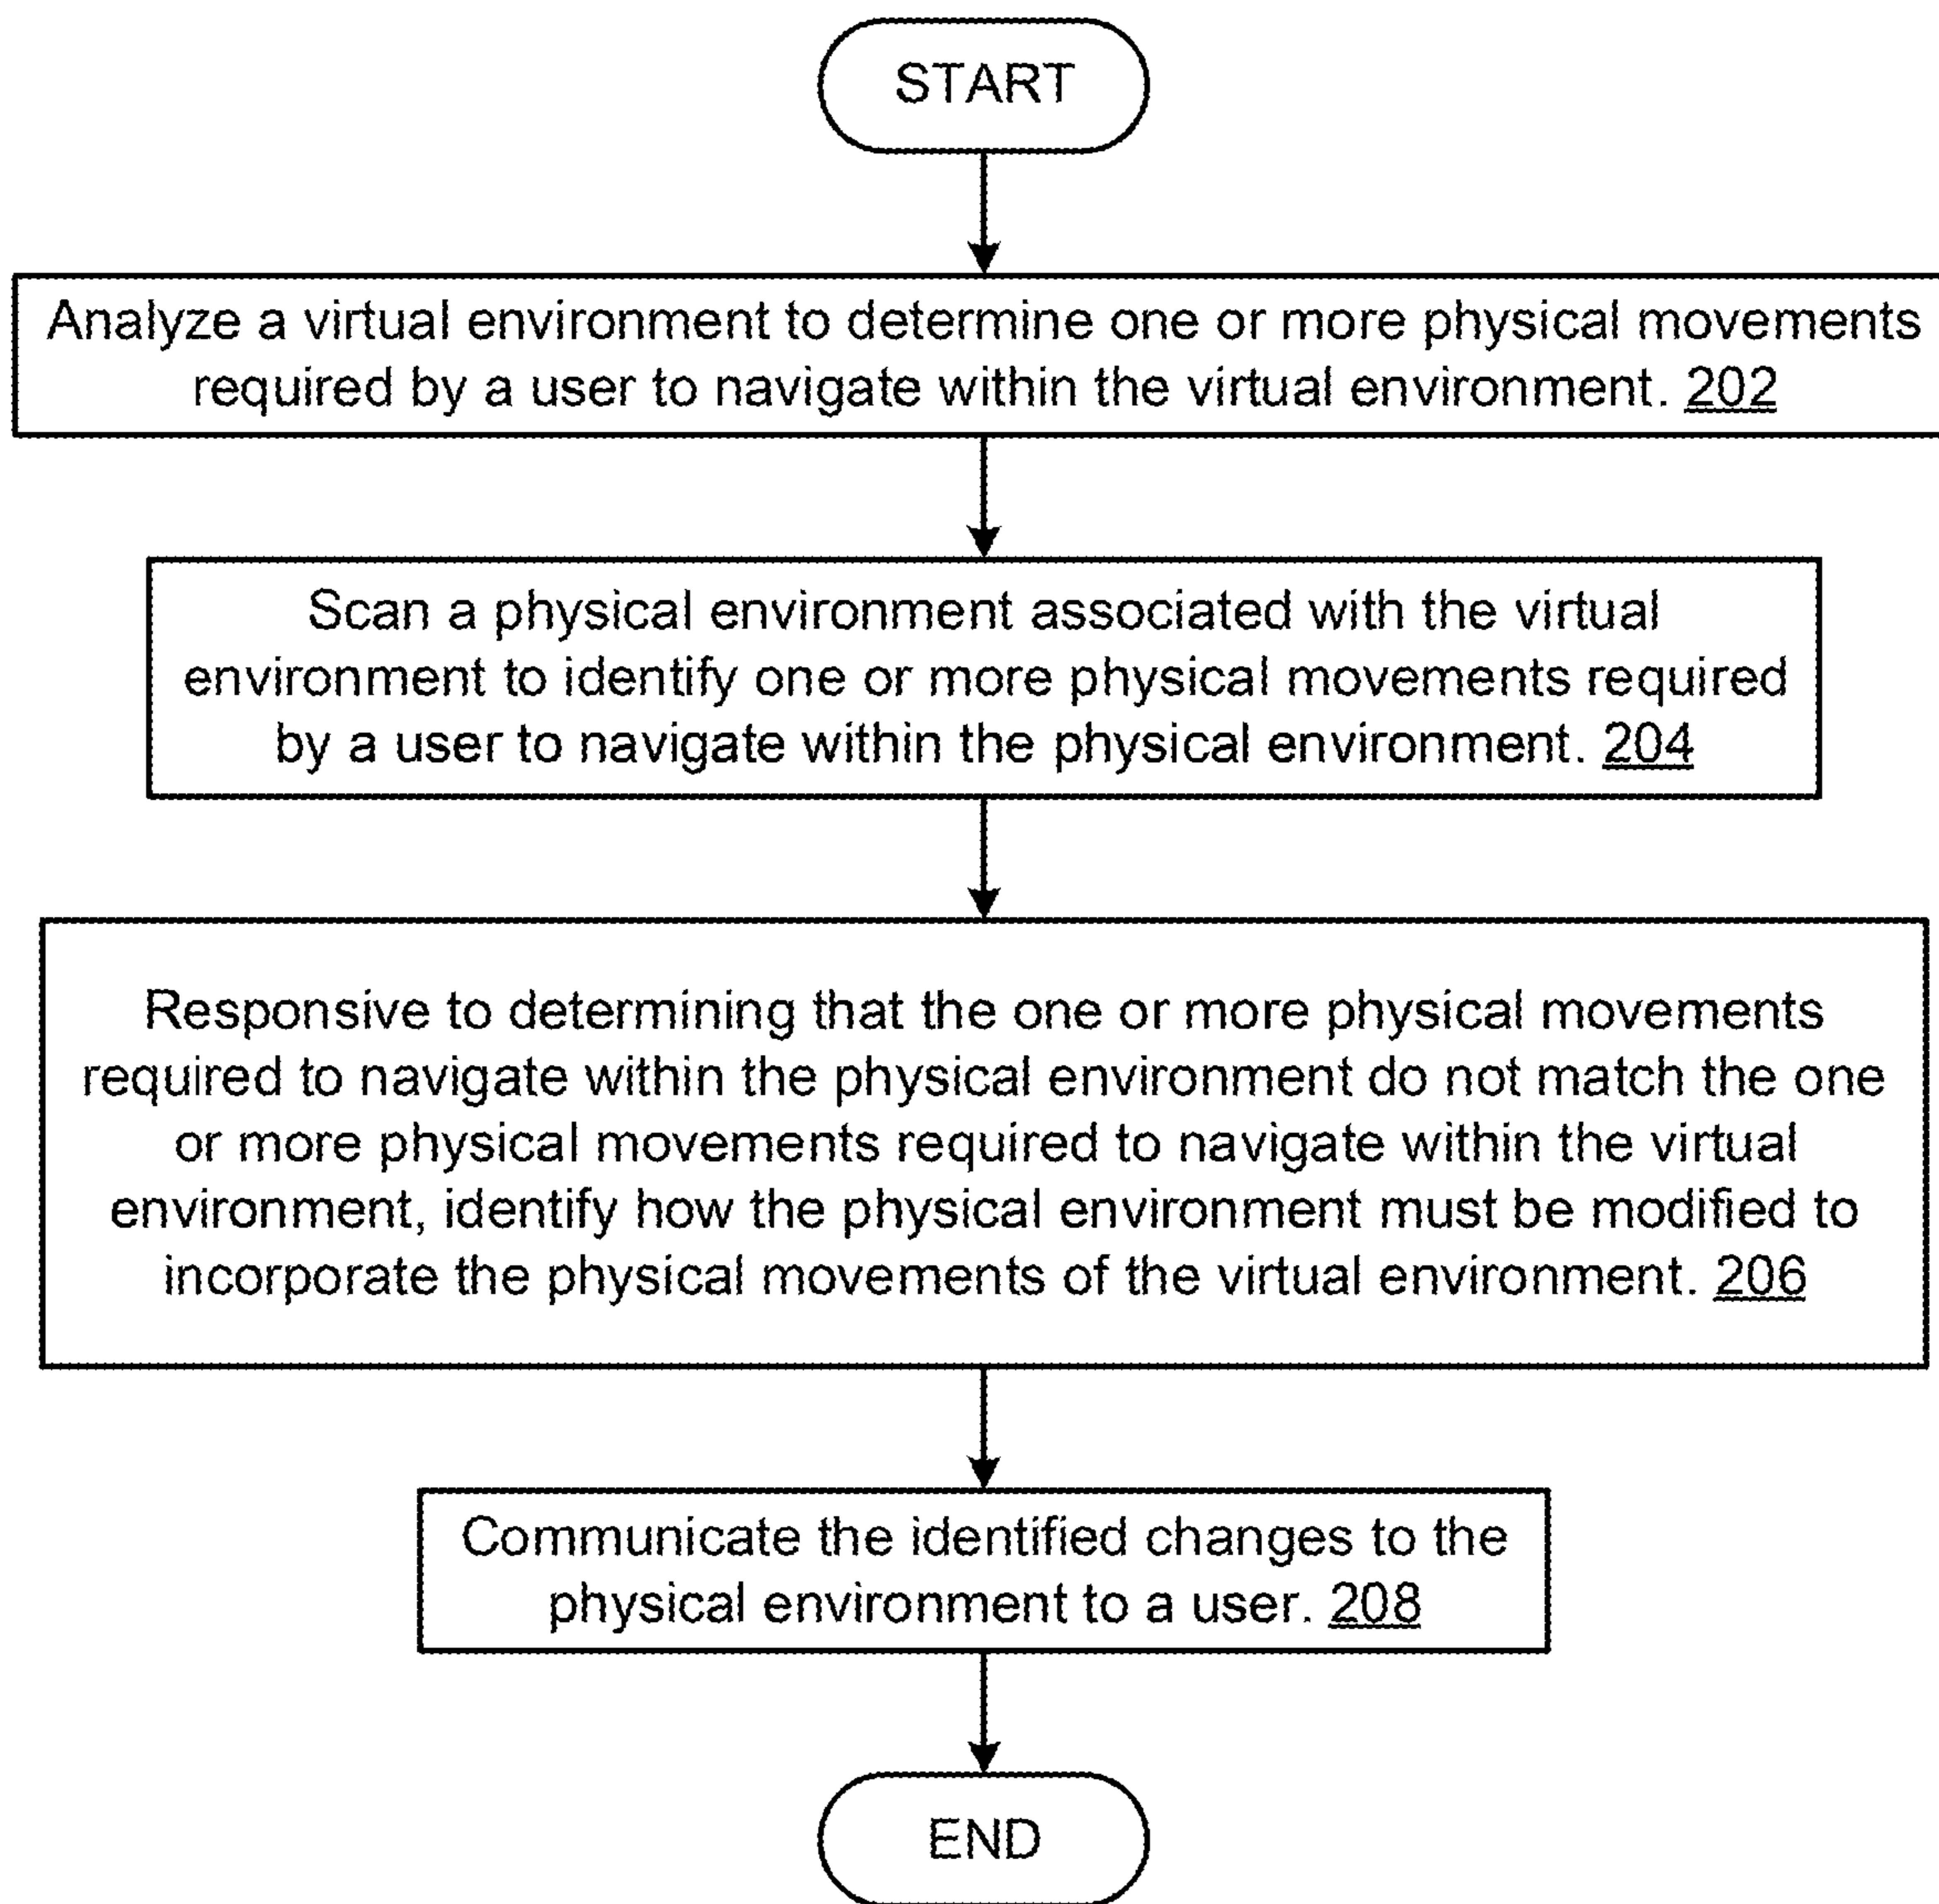 START
Analyze a virtual environment to determine one or more physical movements
required by a user to navigate within the virtual environment. 202
Scan a physical environment associated with the virtual
environment to identify one or more physical movements required
by a user to navigate within the physical environment. 204
Responsive to determining that the one or more physical movements
required to navigate within the physical environment do not match the one
or more physical movements required to navigate within the virtual
environment, identify how the physical environment must be modified to
incorporate the physical movements of the virtual environment. 206
Communicate the identified changes to the
physical environment to a user. 208
END